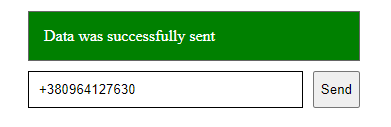 Data was successfully sent
+380964127630
Send